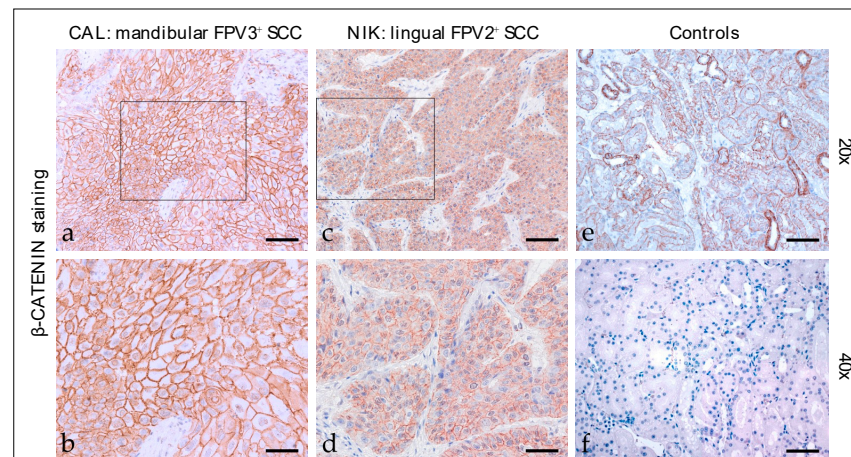 CAL: mandibular FPV3⁺ SCC
NIK: lingual FPV2⁺ SCC
Controls
β-CATENIN staining
a
c
e
20x
b
d
f
40x